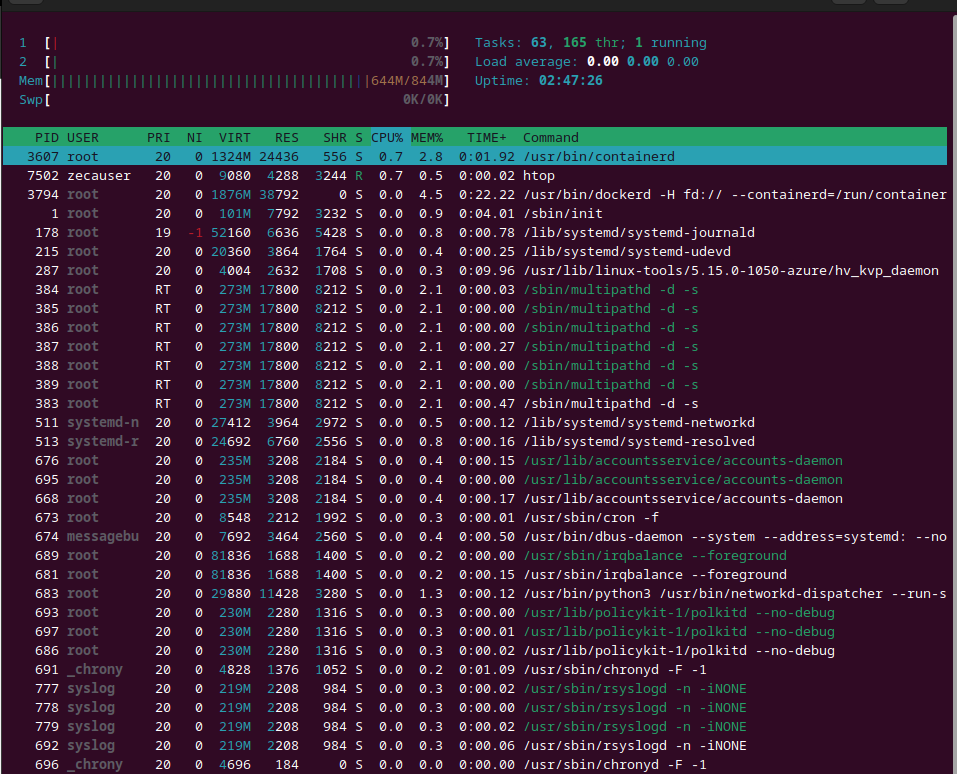 1 [| 0.7%] Tasks: 63, 165 thr; 1 running
2 [| 0.7%] Load average: 0.00 0.00 0.00
Mem[||||||||||||||||||||||||||||||||||||||||644M/844M] Uptime: 02:47:26
Swp[ 0K/0K]
PID USER PRI NI VIRT RES SHR S CPU% MEM% TIME+ Command
3607 root 20 0 1324M 24436 556 S 0.7 2.8 0:01.92 /usr/bin/containerd
7502 zecauser 20 0 9080 4288 3244 R 0.7 0.5 0:00.02 htop
3794 root 20 0 1876M 38792 0 S 0.0 4.5 0:22.22 /usr/bin/dockerd -H fd:// --containerd=/run/container
1 root 20 0 101M 7792 3232 S 0.0 0.9 0:04.01 /sbin/init
178 root 19 -1 52160 6636 5428 S 0.0 0.8 0:00.78 /lib/systemd/systemd-journald
215 root 20 0 20360 3864 1764 S 0.0 0.4 0:00.25 /lib/systemd/systemd-udevd
287 root 20 0 4004 2632 1708 S 0.0 0.3 0:09.96 /usr/lib/linux-tools/5.15.0-1050-azure/hv_kvp_daemon
384 root RT 0 273M 17800 8212 S 0.0 2.1 0:00.03 /sbin/multipathd -d -s
385 root RT 0 273M 17800 8212 S 0.0 2.1 0:00.00 /sbin/multipathd -d -s
386 root RT 0 273M 17800 8212 S 0.0 2.1 0:00.00 /sbin/multipathd -d -s
387 root RT 0 273M 17800 8212 S 0.0 2.1 0:00.27 /sbin/multipathd -d -s
388 root RT 0 273M 17800 8212 S 0.0 2.1 0:00.00 /sbin/multipathd -d -s
389 root RT 0 273M 17800 8212 S 0.0 2.1 0:00.00 /sbin/multipathd -d -s
383 root RT 0 273M 17800 8212 S 0.0 2.1 0:00.47 /sbin/multipathd -d -s
511 systemd-n 20 0 27412 3964 2972 S 0.0 0.5 0:00.12 /lib/systemd/systemd-networkd
513 systemd-r 20 0 24692 6760 2556 S 0.0 0.8 0:00.16 /lib/systemd/systemd-resolved
676 root 20 0 235M 3208 2184 S 0.0 0.4 0:00.15 /usr/lib/accountsservice/accounts-daemon
695 root 20 0 235M 3208 2184 S 0.0 0.4 0:00.00 /usr/lib/accountsservice/accounts-daemon
668 root 20 0 235M 3208 2184 S 0.0 0.4 0:00.17 /usr/lib/accountsservice/accounts-daemon
673 root 20 0 8548 2212 1992 S 0.0 0.3 0:00.01 /usr/sbin/cron -f
674 messagebu 20 0 7692 3464 2560 S 0.0 0.4 0:00.50 /usr/bin/dbus-daemon --system --address=systemd: --no
689 root 20 0 81836 1688 1400 S 0.0 0.2 0:00.00 /usr/sbin/irqbalance --foreground
681 root 20 0 81836 1688 1400 S 0.0 0.2 0:00.15 /usr/sbin/irqbalance --foreground
683 root 20 0 29880 11428 3280 S 0.0 1.3 0:00.12 /usr/bin/python3 /usr/bin/networkd-dispatcher --run-s
693 root 20 0 230M 2280 1316 S 0.0 0.3 0:00.00 /usr/lib/policykit-1/polkitd --no-debug
697 root 20 0 230M 2280 1316 S 0.0 0.3 0:00.01 /usr/lib/policykit-1/polkitd --no-debug
686 root 20 0 230M 2280 1316 S 0.0 0.3 0:00.02 /usr/lib/policykit-1/polkitd --no-debug
691 _chrony 20 0 4828 1376 1052 S 0.0 0.2 0:01.09 /usr/sbin/chronyd -F -1
777 syslog 20 0 219M 2208 984 S 0.0 0.3 0:00.02 /usr/sbin/rsyslogd -n -iNONE
778 syslog 20 0 219M 2208 984 S 0.0 0.3 0:00.00 /usr/sbin/rsyslogd -n -iNONE
779 syslog 20 0 219M 2208 984 S 0.0 0.3 0:00.02 /usr/sbin/rsyslogd -n -iNONE
692 syslog 20 0 219M 2208 984 S 0.0 0.3 0:00.06 /usr/sbin/rsyslogd -n -iNONE
696 _chrony 20 0 4696 184 0 S 0.0 0.0 0:00.00 /usr/sbin/chronyd -F -1